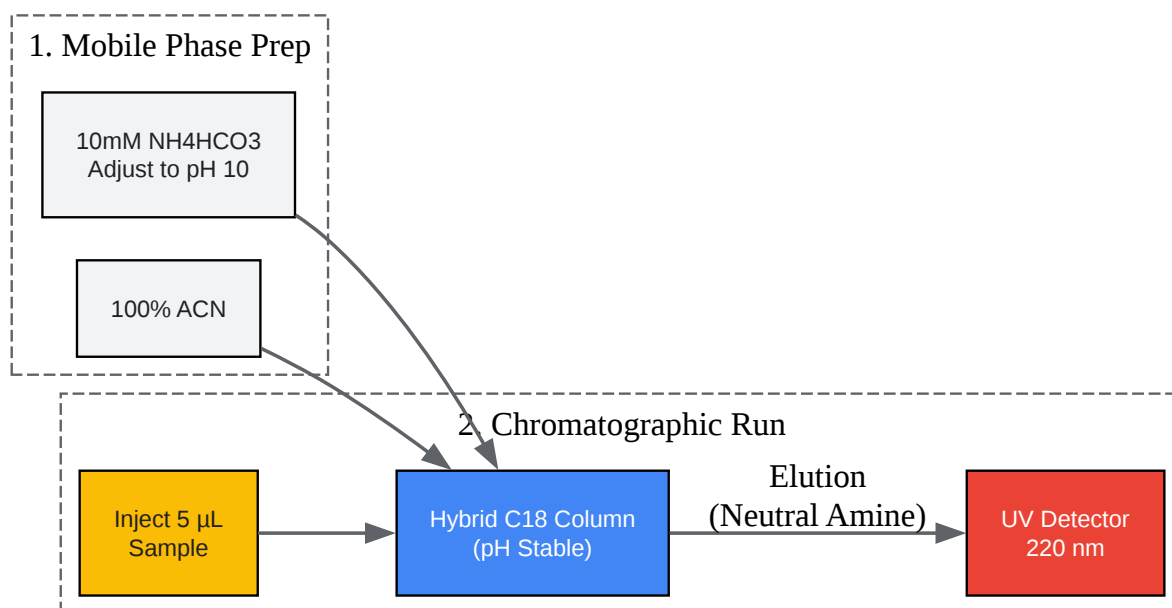 1. Mobile Phase Prep
10mM NH4HCO3
Adjust to pH 10
100% ACN
2. Chromatographic Run
Inject 5 µL
Sample
Hybrid C18 Column
(pH Stable)
Elution
(Neutral Amine)
UV Detector
220 nm